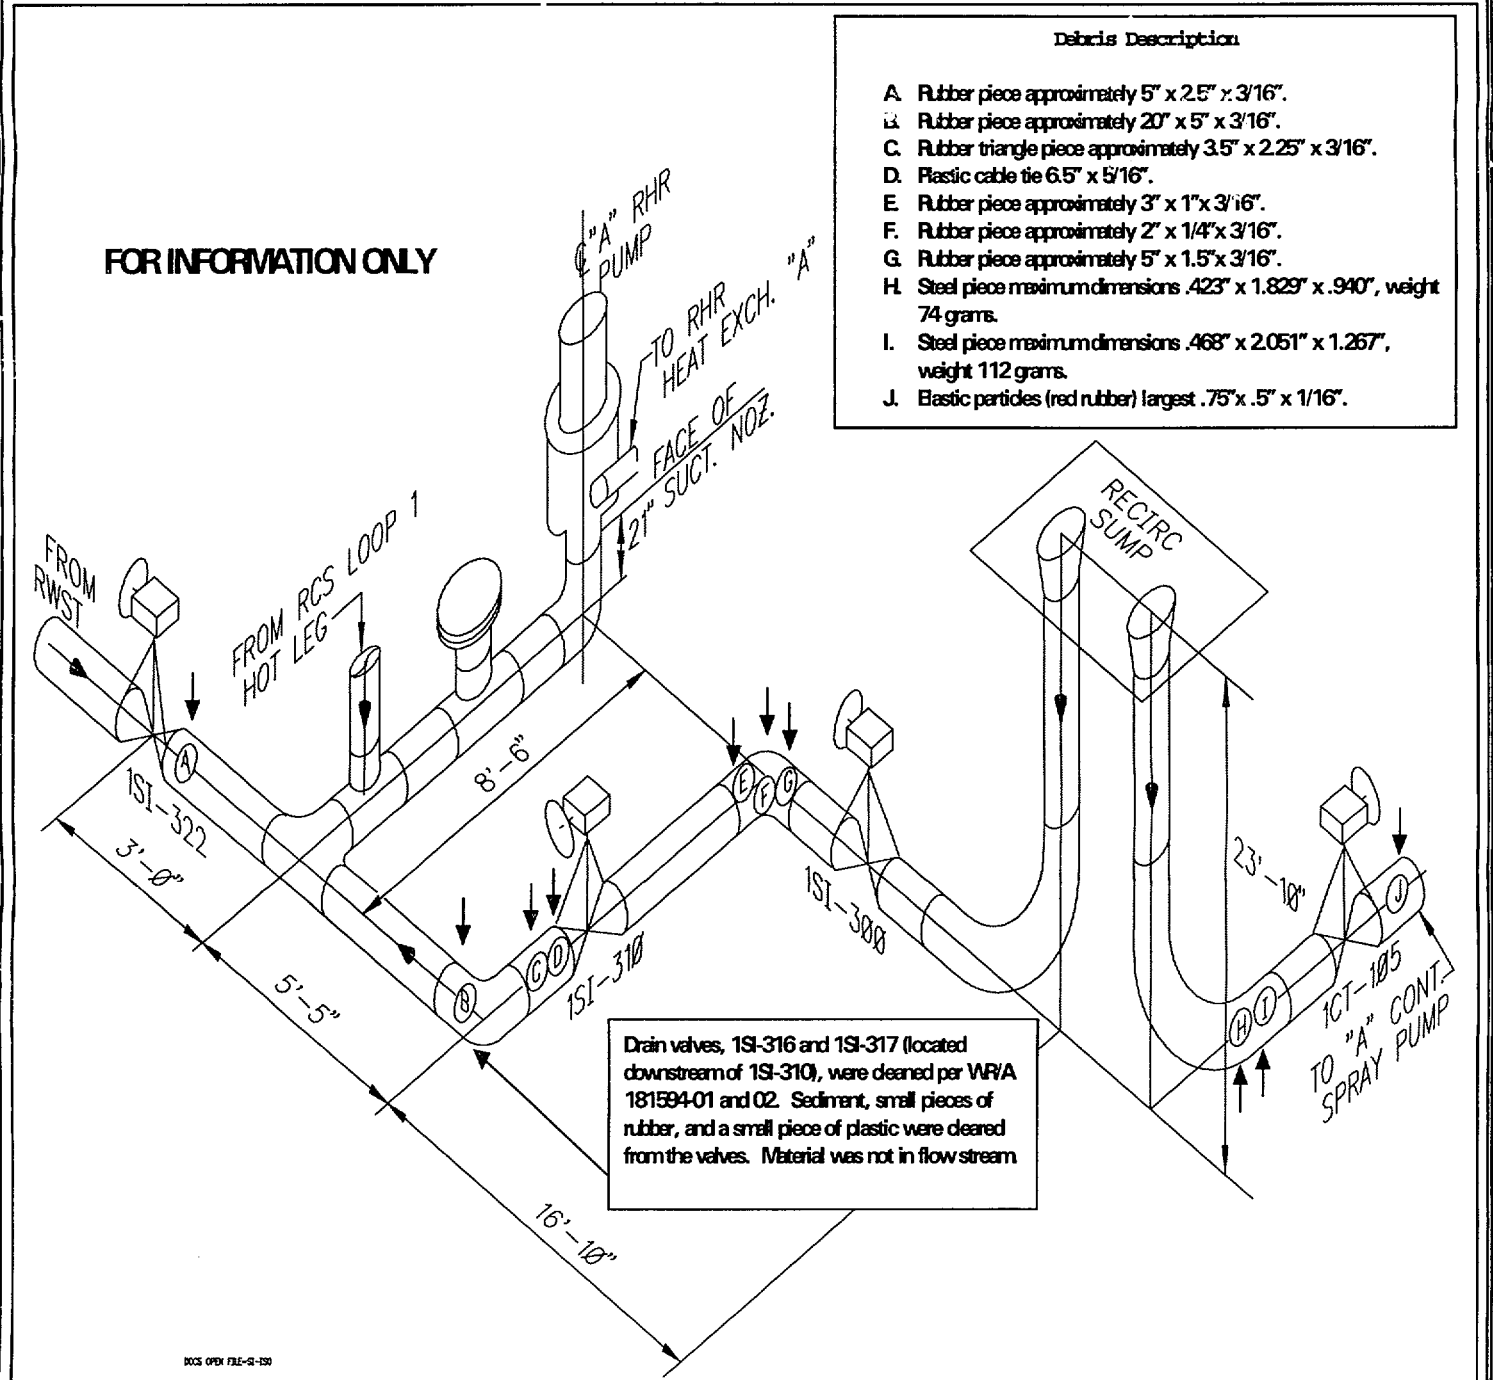 Debris Description
A. Rubber piece approximately 5" x 2.5" x 3/16".
B. Rubber piece approximately 20" x 5" x 3/16".
C. Rubber triangle piece approximately 3.5" x 2.25" x 3/16".
D. Plastic cable tie 6.5" x 5/16".
E. Rubber piece approximately 3" x 1"x 3/16".
F. Rubber piece approximately 2" x 1/4"x 3/16".
G. Rubber piece approximately 5" x 1.5"x 3/16".
H. Steel piece maximum dimensions .423" x 1.829" x .940", weight
74 grams.
I. Steel piece maximum dimensions .468" x 2.051" x 1.267",
weight 112 grams.
J. Elastic particles (red rubber) largest .75"x .5" x 1/16".
FOR INFORMATION ONLY
℄ "A" RHR
PUMP
TO RHR
HEAT EXCH. "A"
FACE OF
SUCT. NOZ.
21"
FROM RCS LOOP 1
HOT LEG
FROM
RWST
RECIRC
SUMP
A
1SI-322
3'-0"
8'-6"
E
F
G
1SI-300
23'-10"
J
1CT-105
TO "A" CONT.
SPRAY PUMP
H
I
B
C
D
1SI-310
5'-5"
16'-10"
Drain valves, 1SI-316 and 1SI-317 (located
downstream of 1SI-310), were cleaned per WR/A
181594-01 and 02. Sediment, small pieces of
rubber, and a small piece of plastic were cleared
from the valves. Material was not in flow stream.
DOCS OPEN FILE-SI-ISO